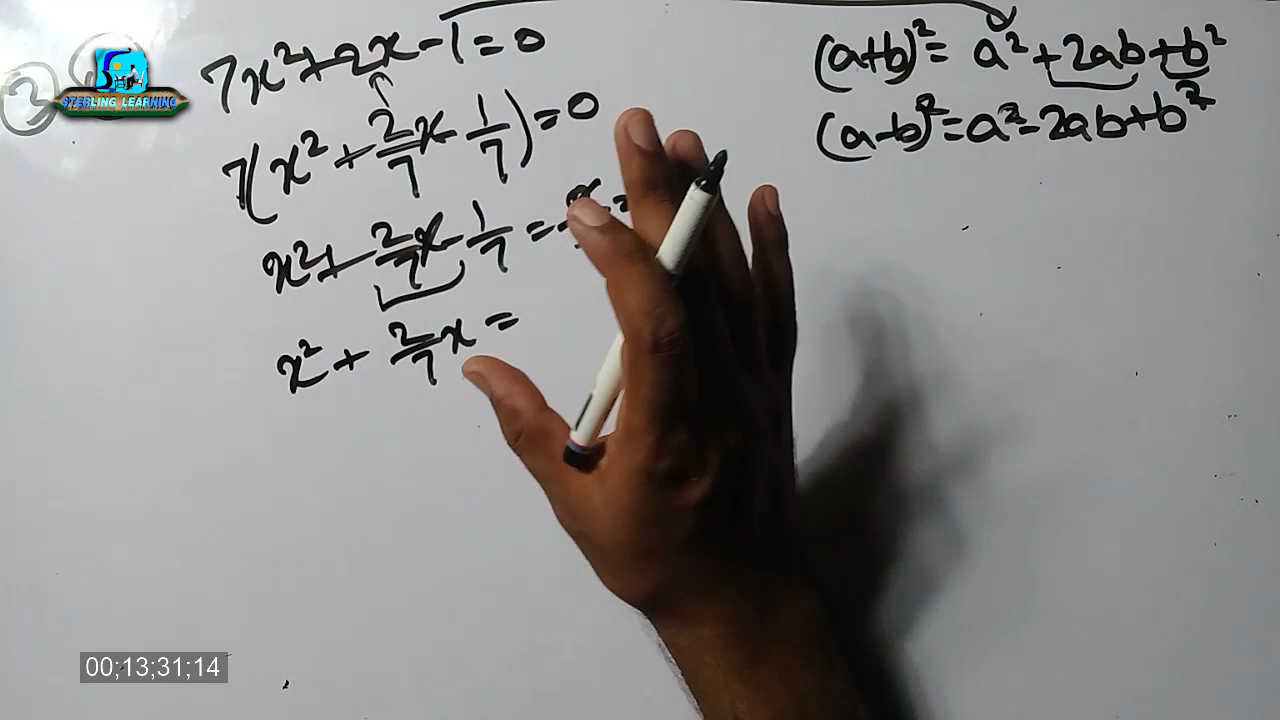 ③
STERLING LEARNING
7x²+2x-1=0
7(x²+2/7x-1/7)=0
x²+2/7x-1/7=
x²+2/7x=
(a+b)²=a²+2ab+b²
(a-b)²=a²-2ab+b²
00;13;31;14